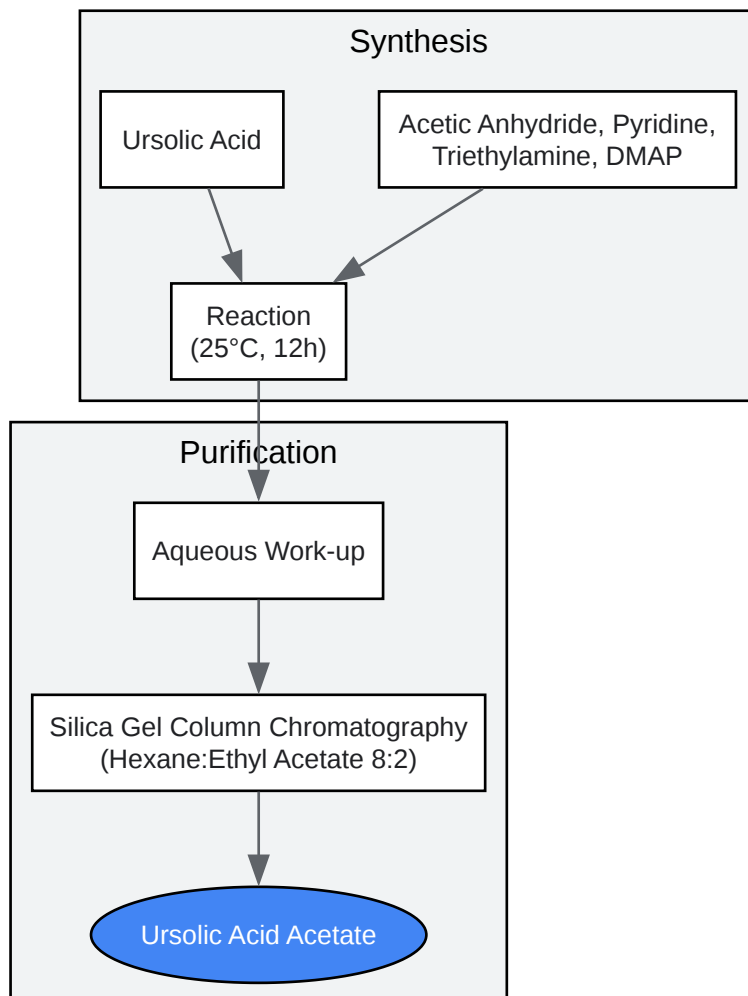 Synthesis
Ursolic Acid
Acetic Anhydride, Pyridine,
Triethylamine, DMAP
Reaction
(25°C, 12h)
Purification
Aqueous Work-up
Silica Gel Column Chromatography
(Hexane:Ethyl Acetate 8:2)
Ursolic Acid Acetate